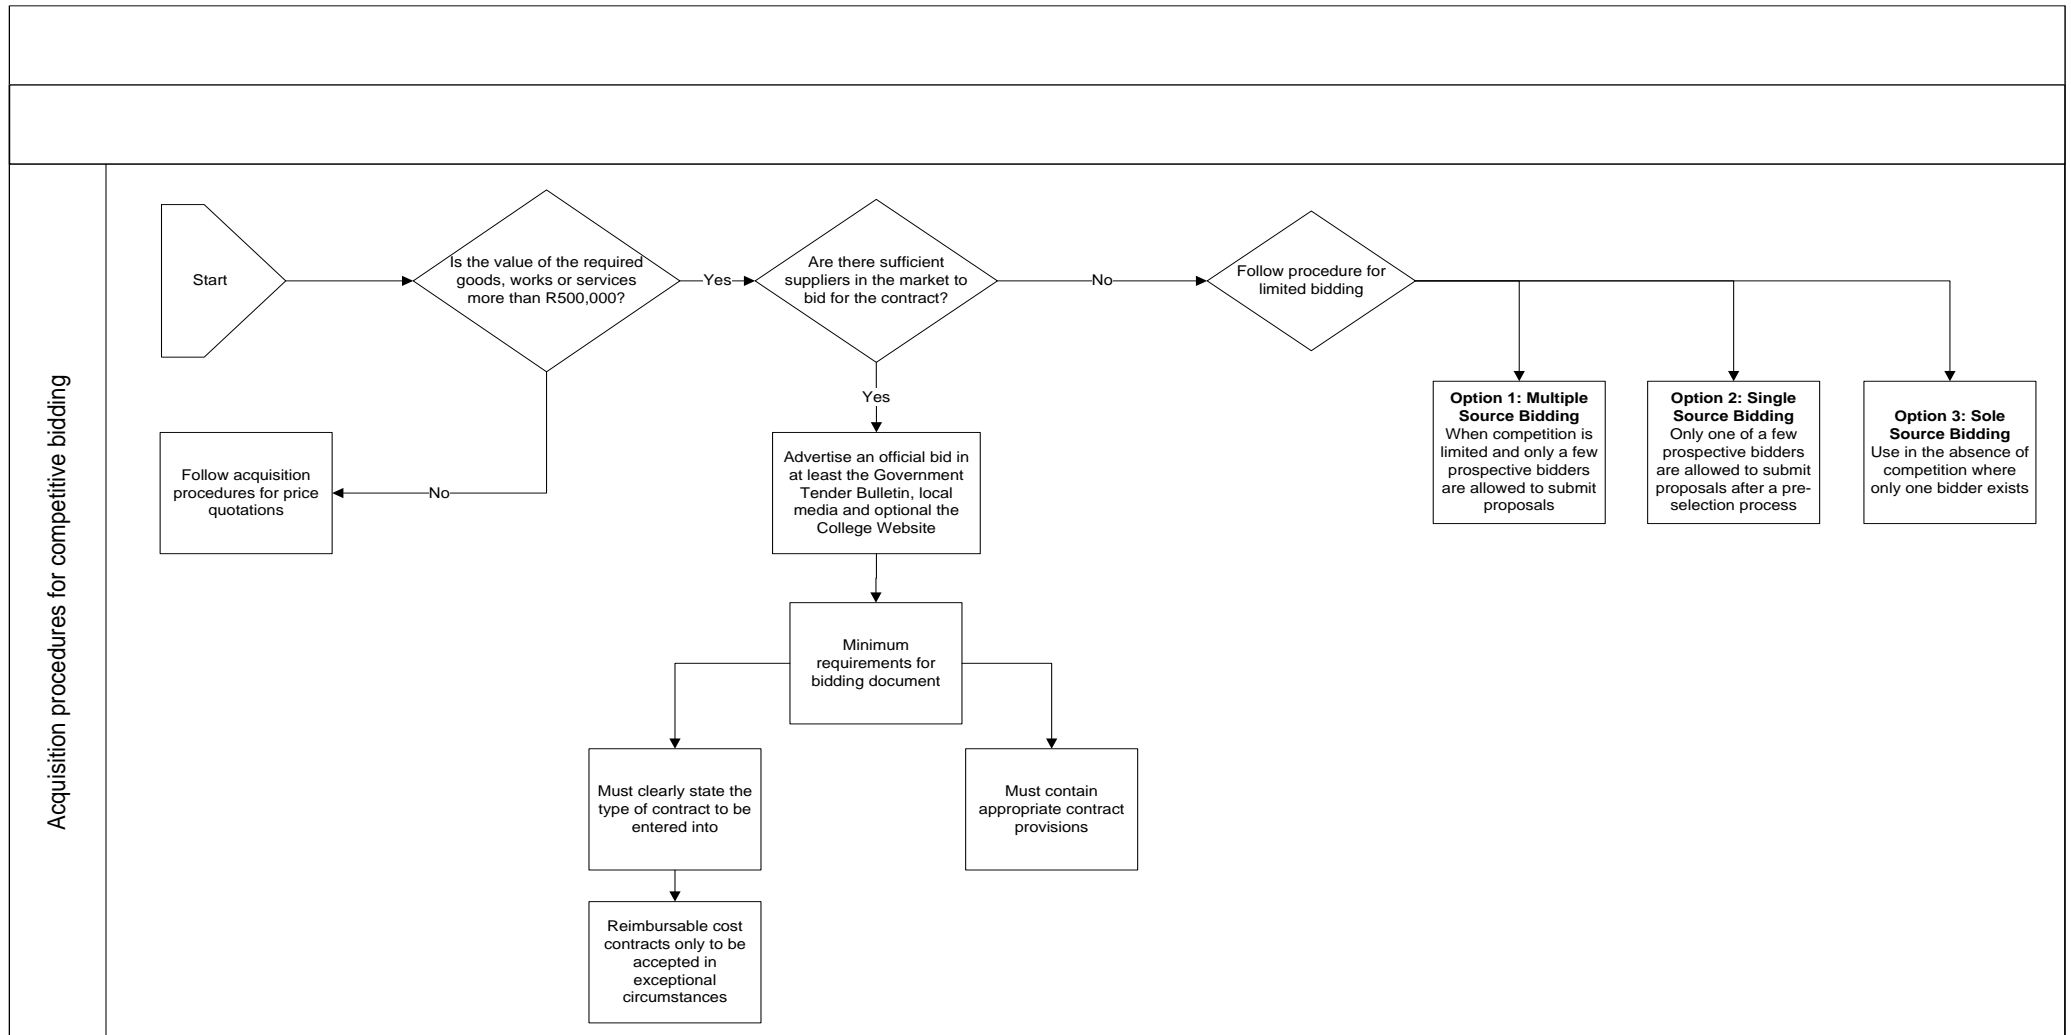 Acquisition procedures for competitive bidding
Start
Is the value of the required
goods, works or services
more than R500,000?
Yes
Are there sufficient
suppliers in the market to
bid for the contract?
No
Follow procedure for
limited bidding
No
Follow acquisition
procedures for price
quotations
Yes
Advertise an official bid in
at least the Government
Tender Bulletin, local
media and optional the
College Website
Option 1: Multiple
Source Bidding
When competition is
limited and only a few
prospective bidders
are allowed to submit
proposals
Option 2: Single
Source Bidding
Only one of a few
prospective bidders
are allowed to submit
proposals after a pre-
selection process
Option 3: Sole
Source Bidding
Use in the absence of
competition where
only one bidder exists
Minimum
requirements for
bidding document
Must clearly state the
type of contract to be
entered into
Must contain
appropriate contract
provisions
Reimbursable cost
contracts only to be
accepted in
exceptional
circumstances